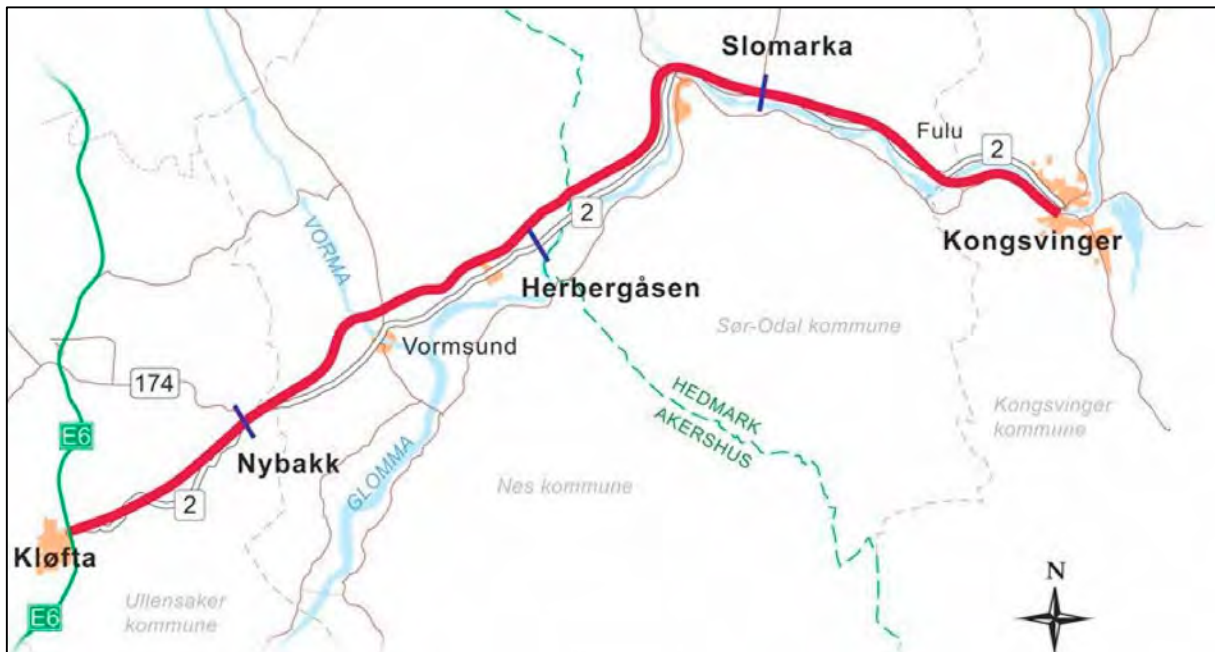 Slomarka
Fulu
2
Kongsvinger
2
VORMA
Herbergåsen
Sør-Odal kommune
Vormsund
174
HEDMARK
AKERSHUS
Kongsvinger
kommune
E6
Nybakk
GLOMMA
Nes kommune
2
Kløfta
N
Ullensaker
kommune
E6